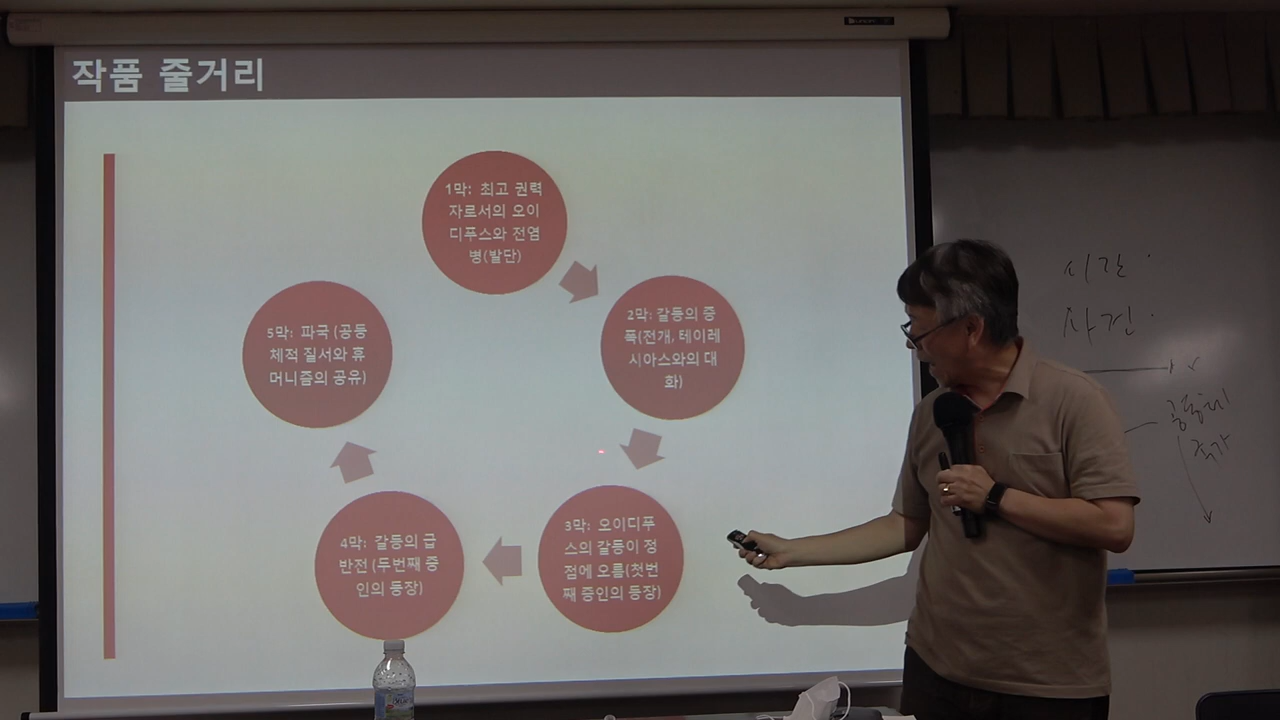 작품 줄거리
1막: 최고 권력
자로서의 오이
디푸스와 전염
병(발단)
2막: 갈등의 증
폭(전개, 테이레
시아스와의 대
화)
3막: 오이디푸
스의 갈등이 정
점에 오름(첫번
째 증인의 등장)
4막: 갈등의 급
반전 (두번째 증
인의 등장)
5막: 파국 (공동
체적 질서와 휴
머니즘의 공유)
시간
사건
공동체